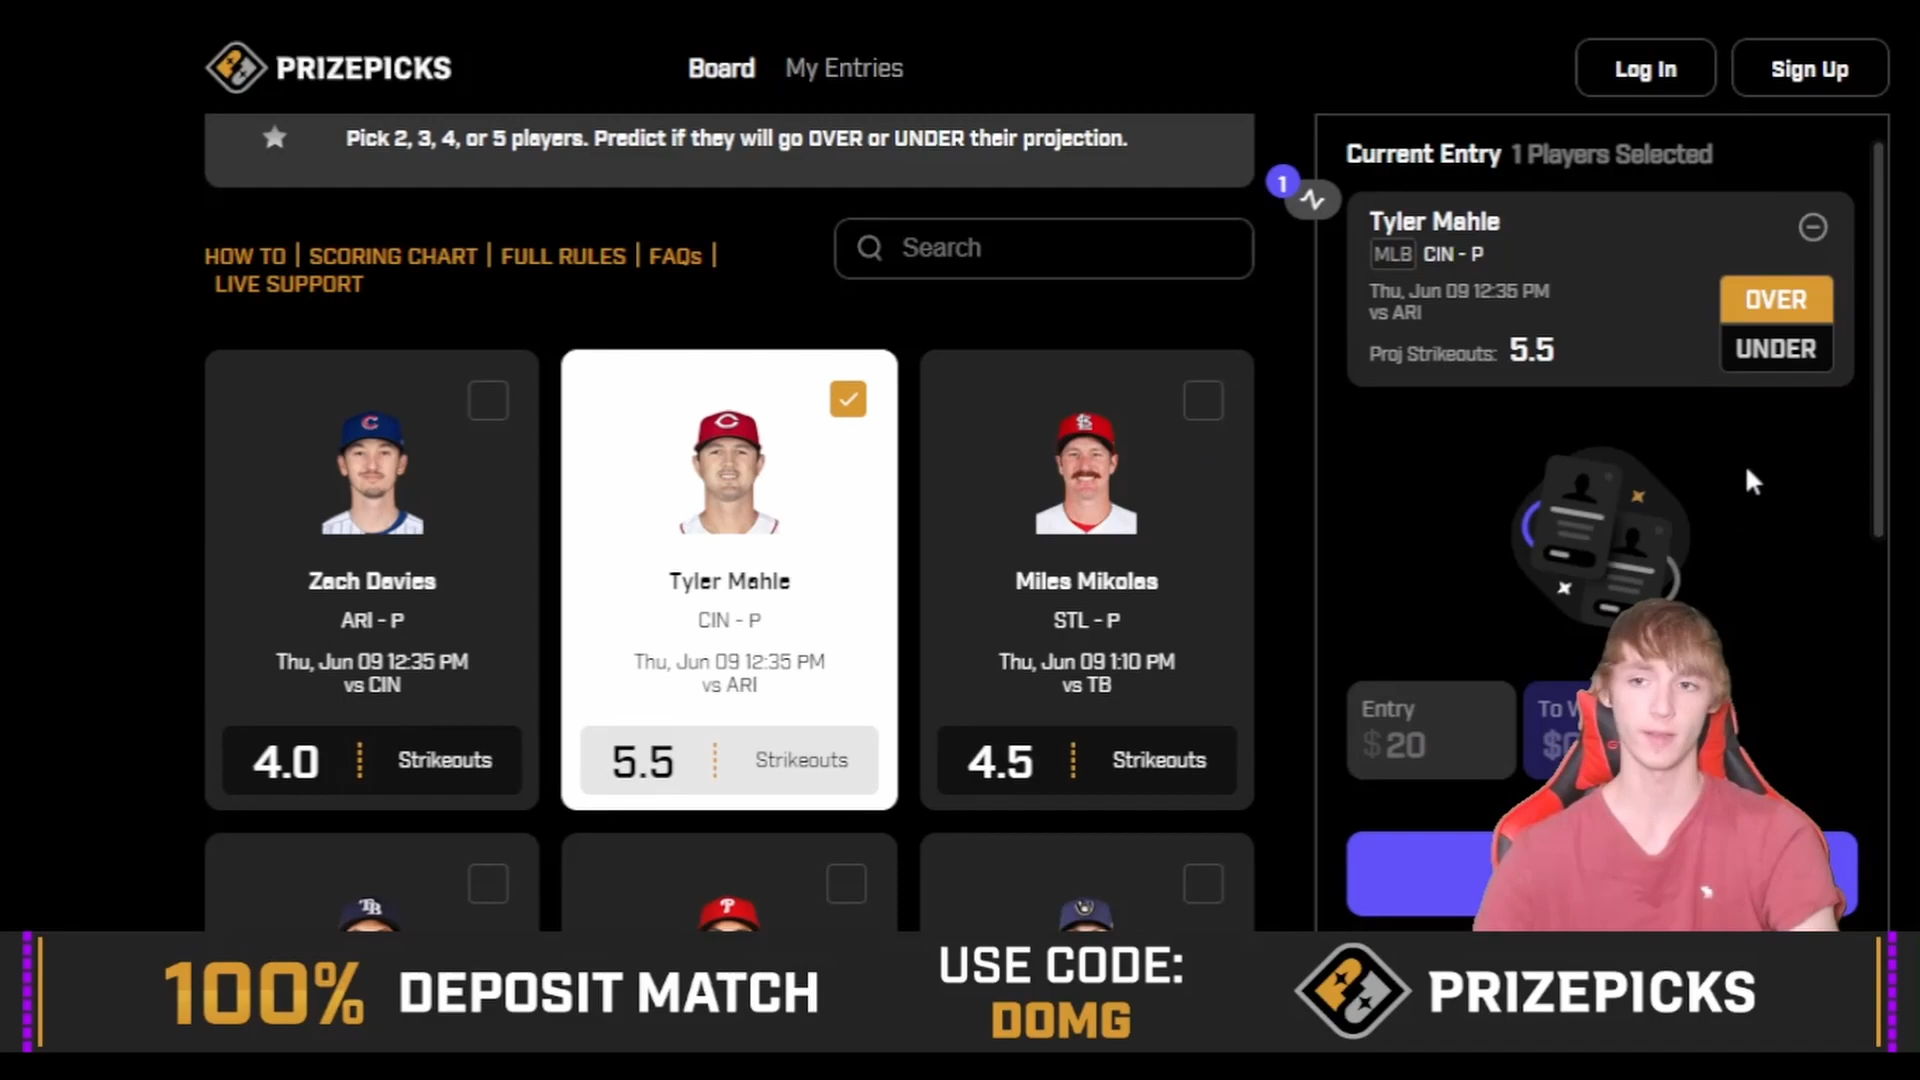 PRIZEPICKS
Board
My Entries
Log In
Sign Up
Pick 2, 3, 4, or 5 players. Predict if they will go OVER or UNDER their projection.
HOW TO | SCORING CHART | FULL RULES | FAQs |
LIVE SUPPORT
Search
C
Zach Davies
ARI - P
Thu, Jun 09 12:35 PM
vs CIN
4.0
Strikeouts
C
Tyler Mahle
CIN - P
Thu, Jun 09 12:35 PM
vs ARI
5.5
Strikeouts
STL
Miles Mikolas
STL - P
Thu, Jun 09 1:10 PM
vs TB
4.5
Strikeouts
TB
P
1
Current Entry 1 Players Selected
Tyler Mahle
MLB CIN - P
Thu, Jun 09 12:35 PM
vs ARI
Proj Strikeouts: 5.5
OVER
UNDER
Entry
$20
To
$
100% DEPOSIT MATCH
USE CODE:
DOMG
PRIZEPICKS